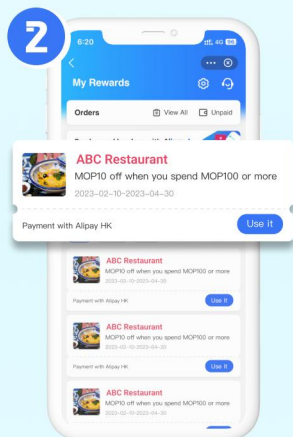 2
6:20
4G
My Rewards
Orders
View All
Unpaid
ABC Restaurant
MOP10 off when you spend MOP100 or more
2023-02-10-2023-04-30
Payment with Alipay HK
Use it
ABC Restaurant
MOP10 off when you spend MOP100 or more
2023-02-10-2023-04-30
Payment with Alipay HK
Use it
ABC Restaurant
MOP10 off when you spend MOP100 or more
2023-02-10-2023-04-30
Payment with Alipay HK
Use it
ABC Restaurant
MOP10 off when you spend MOP100 or more
2023-02-10-2023-04-30